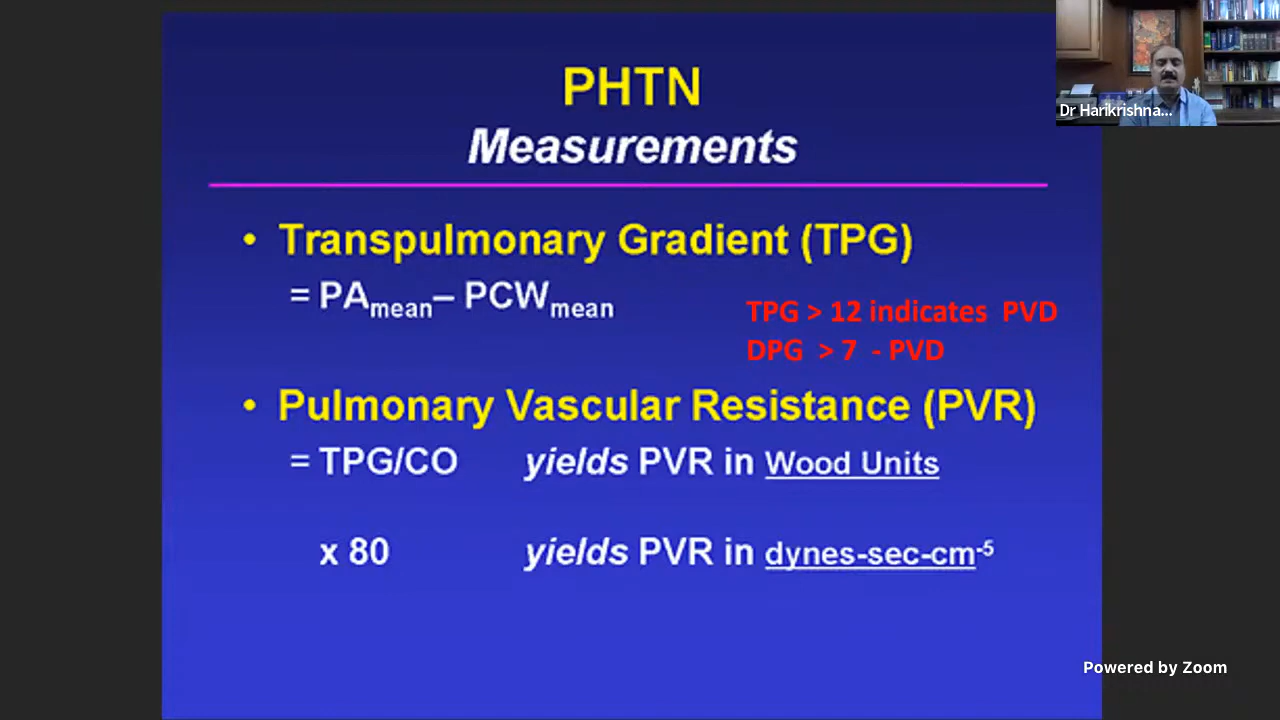 PHTN
Measurements
• Transpulmonary Gradient (TPG)
= PAmean– PCWmean
TPG > 12 indicates PVD
DPG > 7 - PVD
• Pulmonary Vascular Resistance (PVR)
= TPG/CO yields PVR in Wood Units
x 80 yields PVR in dynes-sec-cm-5
Dr Harikrishna...
Powered by Zoom